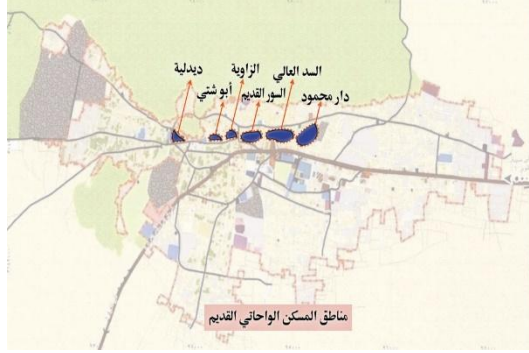 السد العالي
الزاوية
ديدلية
دار محمود
السور القديم
أبو شتي
مناطق المسكن الواحاتي القديم